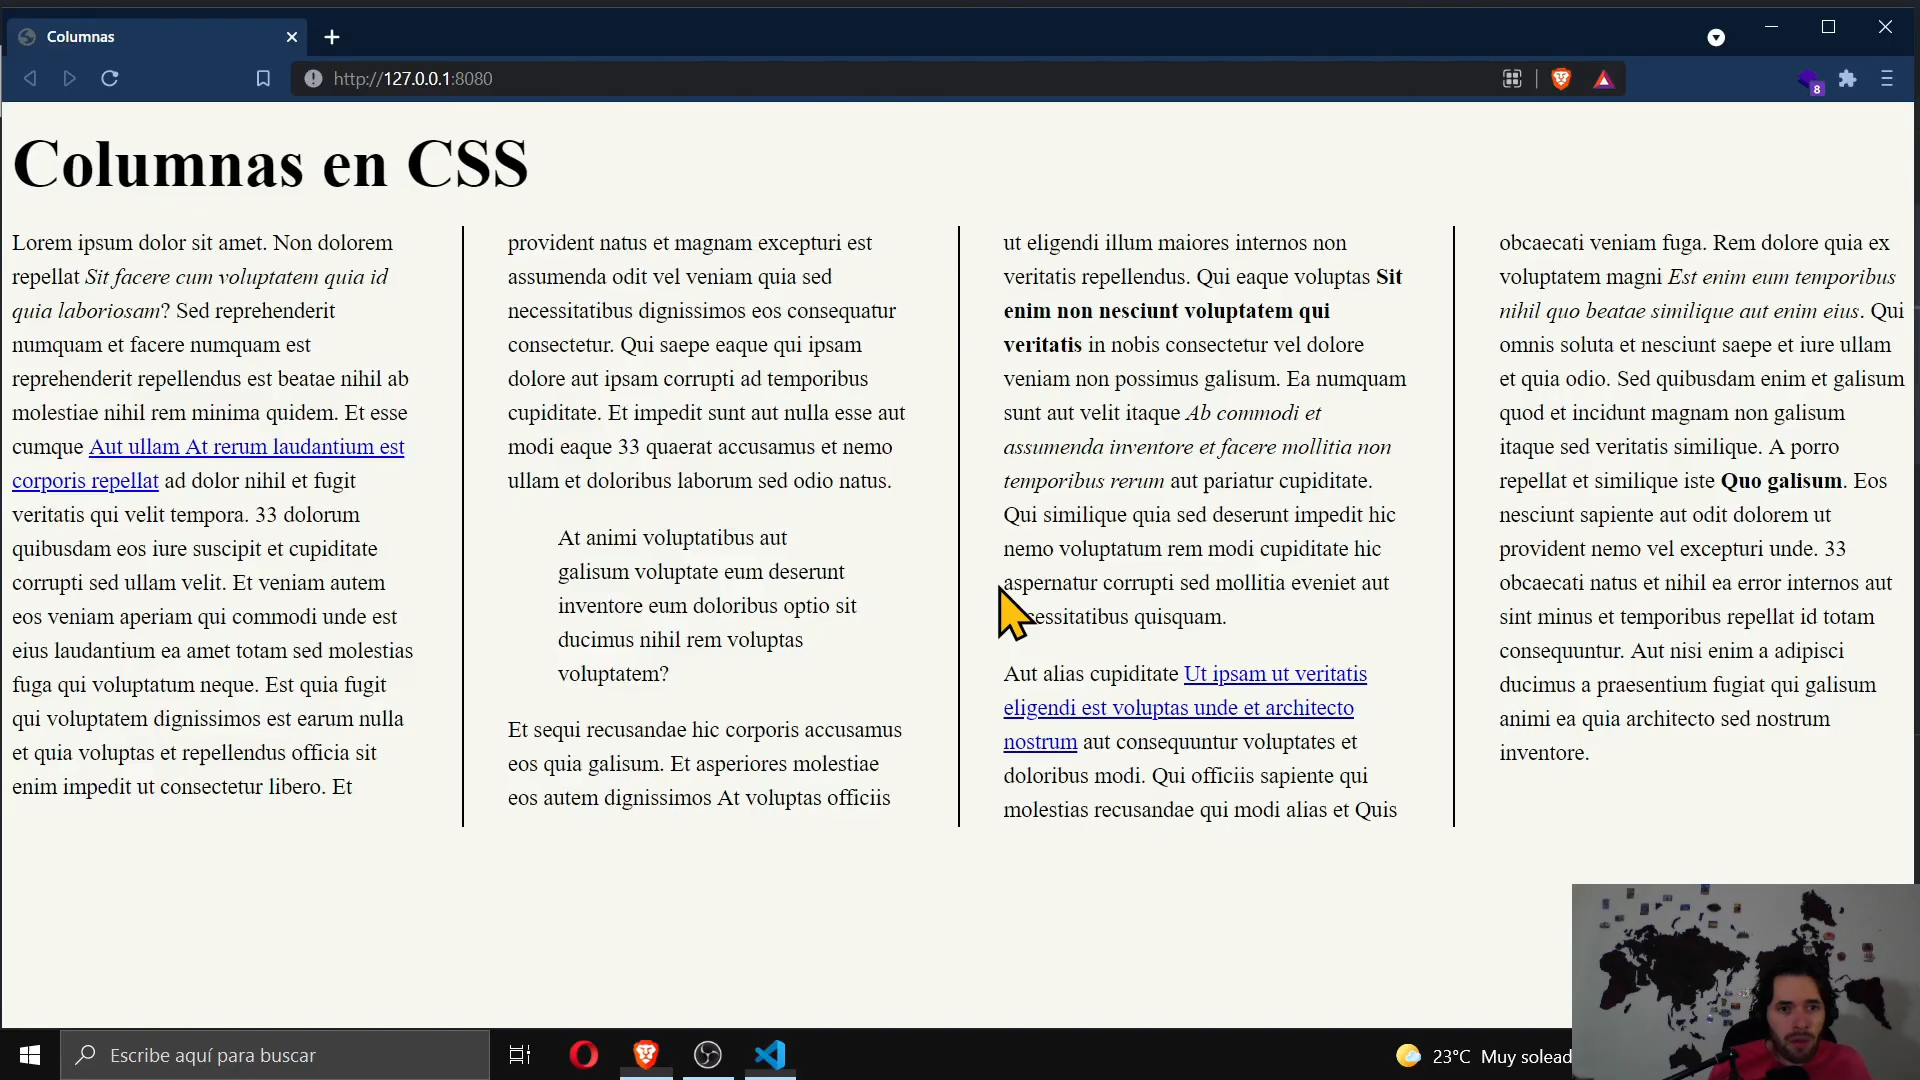 Columnas
http://127.0.0.1:8080
8
Columnas en CSS
Lorem ipsum dolor sit amet. Non dolorem
repellat Sit facere cum voluptatem quia id
quia laboriosam? Sed reprehenderit
numquam et facere numquam est
reprehenderit repellendus est beatae nihil ab
molestiae nihil rem minima quidem. Et esse
cumque Aut ullam At rerum laudantium est
corporis repellat ad dolor nihil et fugit
veritatis qui velit tempora. 33 dolorum
quibusdam eos iure suscipit et cupiditate
corrupti sed ullam velit. Et veniam autem
eos veniam aperiam qui commodi unde est
eius laudantium ea amet totam sed molestias
fuga qui voluptatum neque. Est quia fugit
qui voluptatem dignissimos est earum nulla
et quia voluptas et repellendus officia sit
enim impedit ut consectetur libero. Et
provident natus et magnam excepturi est
assumenda odit vel veniam quia sed
necessitatibus dignissimos eos consequatur
consectetur. Qui saepe eaque qui ipsam
dolore aut ipsam corrupti ad temporibus
cupiditate. Et impedit sunt aut nulla esse aut
modi eaque 33 quaerat accusamus et nemo
ullam et doloribus laborum sed odio natus.
At animi voluptatibus aut
galisum voluptate eum deserunt
inventore eum doloribus optio sit
ducimus nihil rem voluptas
voluptatem?
Et sequi recusandae hic corporis accusamus
eos quia galisum. Et asperiores molestiae
eos autem dignissimos At voluptas officiis
ut eligendi illum maiores internos non
veritatis repellendus. Qui eaque voluptas Sit
enim non nesciunt voluptatem qui
veritatis in nobis consectetur vel dolore
veniam non possimus galisum. Ea numquam
sunt aut velit itaque Ab commodi et
assumenda inventore et facere mollitia non
temporibus rerum aut pariatur cupiditate.
Qui similique quia sed deserunt impedit hic
nemo voluptatum rem modi cupiditate hic
aspernatur corrupti sed mollitia eveniet aut
essitatibus quisquam.
Aut alias cupiditate Ut ipsam ut veritatis
eligendi est voluptas unde et architecto
nostrum aut consequuntur voluptates et
doloribus modi. Qui officiis sapiente qui
molestias recusandae qui modi alias et Quis
obcaecati veniam fuga. Rem dolore quia ex
voluptatem magni Est enim eum temporibus
nihil quo beatae similique aut enim eius. Qui
omnis soluta et nesciunt saepe et iure ullam
et quia odio. Sed quibusdam enim et galisum
quod et incidunt magnam non galisum
itaque sed veritatis similique. A porro
repellat et similique iste Quo galisum. Eos
nesciunt sapiente aut odit dolorem ut
provident nemo vel excepturi unde. 33
obcaecati natus et nihil ea error internos aut
sint minus et temporibus repellat id totam
consequuntur. Aut nisi enim a adipisci
ducimus a praesentium fugiat qui galisum
animi ea quia architecto sed nostrum
inventore.
Escribe aquí para buscar
23°C Muy solead